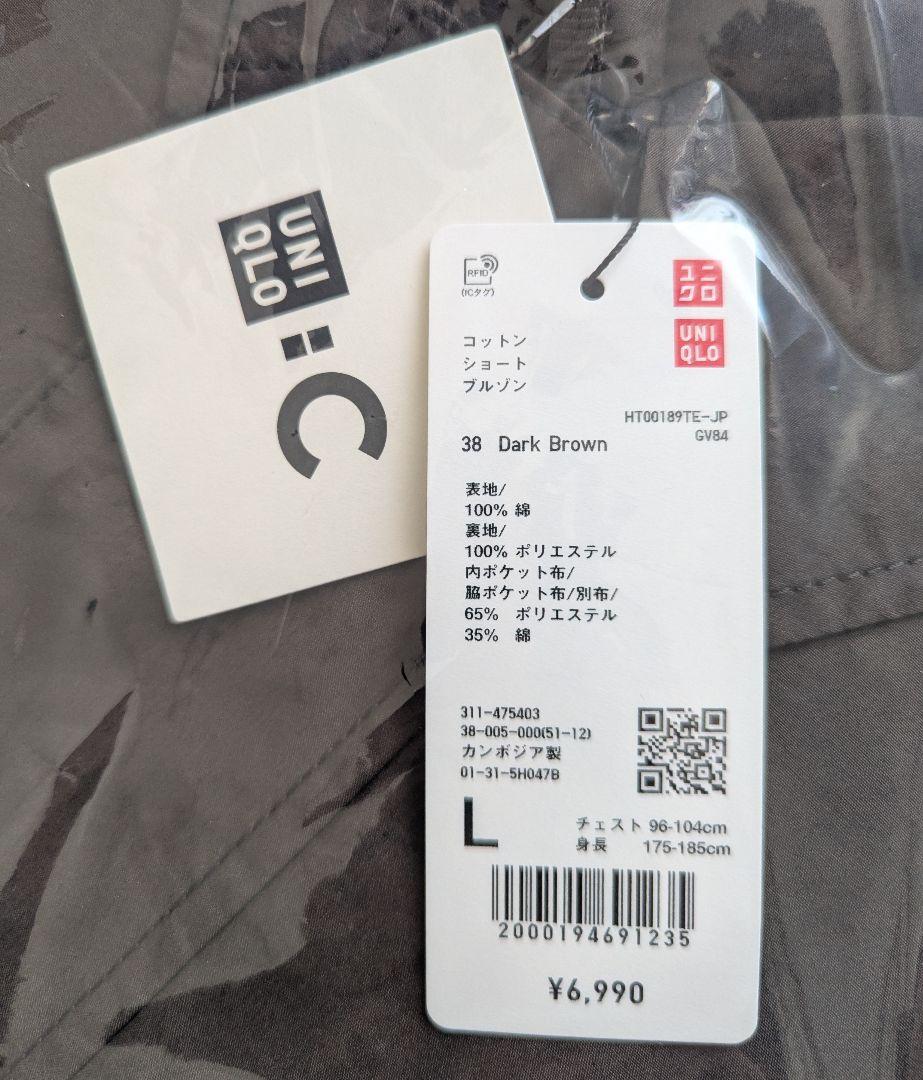 UNI
QLO
: C
RFID
(ICタグ)
ユニ
クロ
UNI
QLO
コットン
ショート
ブルゾン
HT00189TE-JP
GV84
38 Dark Brown
表地/
100% 綿
裏地/
100% ポリエステル
内ポケット布/
脇ポケット布/別布/
65% ポリエステル
35% 綿
311-475403
38-005-000(51-12)
カンボジア製
01-31-5H047B
L
チェスト 96-104cm
身長 175-185cm
2000194691235
¥6,990